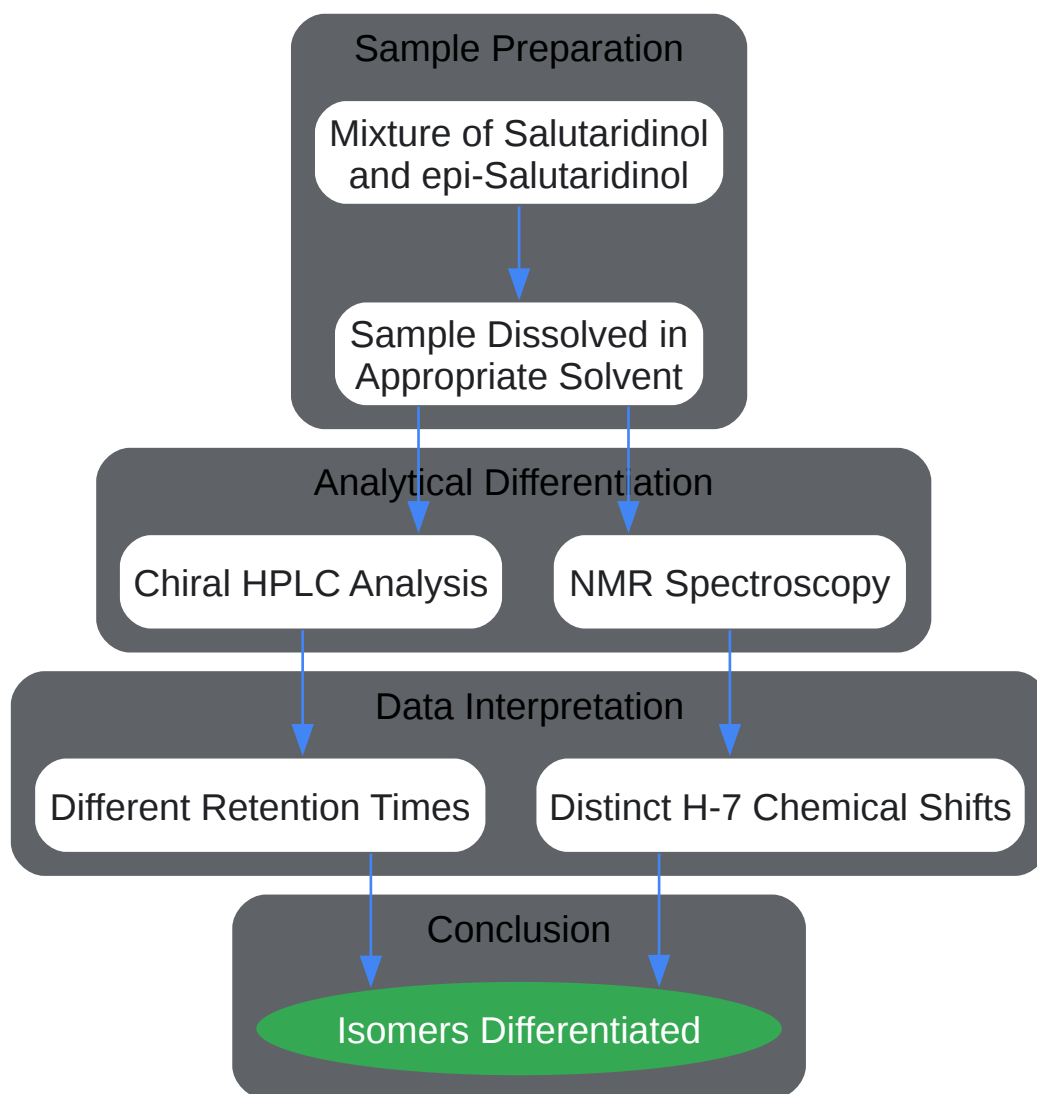 Sample Preparation
Mixture of Salutaridinol
and epi-Salutaridinol
Sample Dissolved in
Appropriate Solvent
Analytical Differentiation
Chiral HPLC Analysis
NMR Spectroscopy
Data Interpretation
Different Retention Times
Distinct H-7 Chemical Shifts
Conclusion
Isomers Differentiated